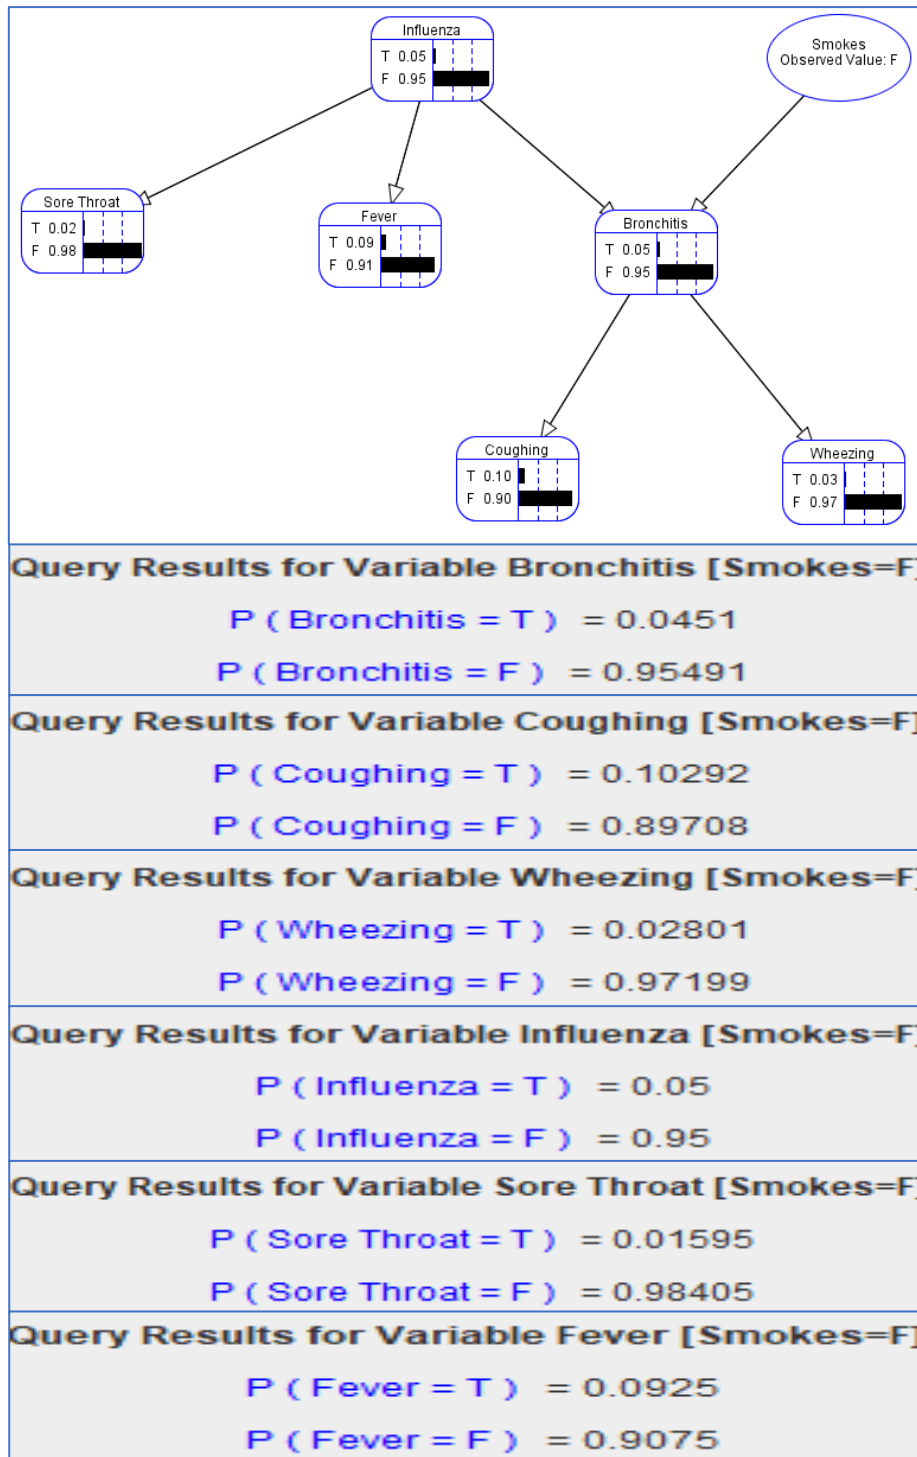 Influenza
T 0.05
F 0.95
Smokes
Observed Value: F
Sore Throat
T 0.02
F 0.98
Fever
T 0.09
F 0.91
Bronchitis
T 0.05
F 0.95
Coughing
T 0.10
F 0.90
Wheezing
T 0.03
F 0.97
Query Results for Variable Bronchitis [Smokes=F]
P ( Bronchitis = T ) = 0.0451
P ( Bronchitis = F ) = 0.95491
Query Results for Variable Coughing [Smokes=F]
P ( Coughing = T ) = 0.10292
P ( Coughing = F ) = 0.89708
Query Results for Variable Wheezing [Smokes=F]
P ( Wheezing = T ) = 0.02801
P ( Wheezing = F ) = 0.97199
Query Results for Variable Influenza [Smokes=F]
P ( Influenza = T ) = 0.05
P ( Influenza = F ) = 0.95
Query Results for Variable Sore Throat [Smokes=F]
P ( Sore Throat = T ) = 0.01595
P ( Sore Throat = F ) = 0.98405
Query Results for Variable Fever [Smokes=F]
P ( Fever = T ) = 0.0925
P ( Fever = F ) = 0.9075